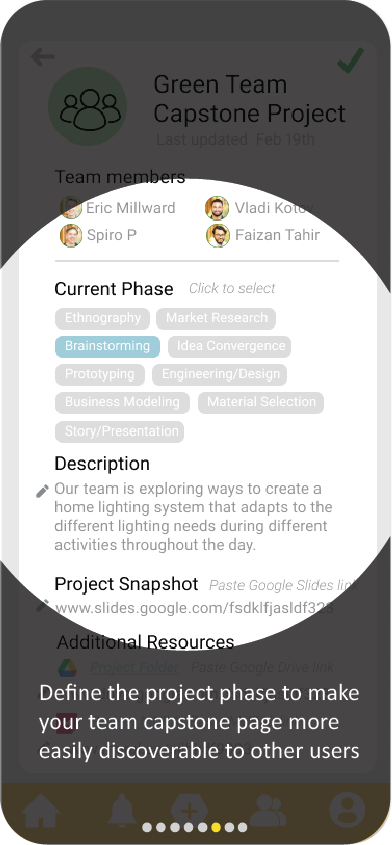 Green Team
Capstone Project
Last updated Feb 19th
Team members
Eric Millward Vladi Kotov
Spiro P Faizan Tahir
Current Phase Click to select
Ethnography Market Research
Brainstorming Idea Convergence
Prototyping Engineering/Design
Business Modeling Material Selection
Story/Presentation
Description
Our team is exploring ways to create a
home lighting system that adapts to the
different lighting needs during different
activities throughout the day.
Project Snapshot Paste Google Slides link
www.slides.google.com/fsdklfjasldf323
Additional Resources
Project Folder Paste Google Drive link
Define the project phase to make
your team capstone page more
easily discoverable to other users